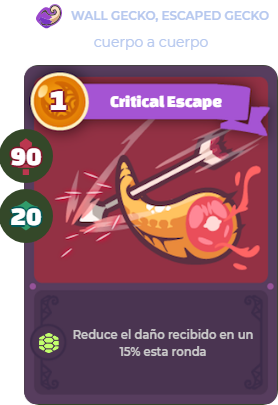 WALL GECKO, ESCAPED GECKO
cuerpo a cuerpo
1
Critical Escape
90
20
Reduce el daño recibido en un
15% esta ronda